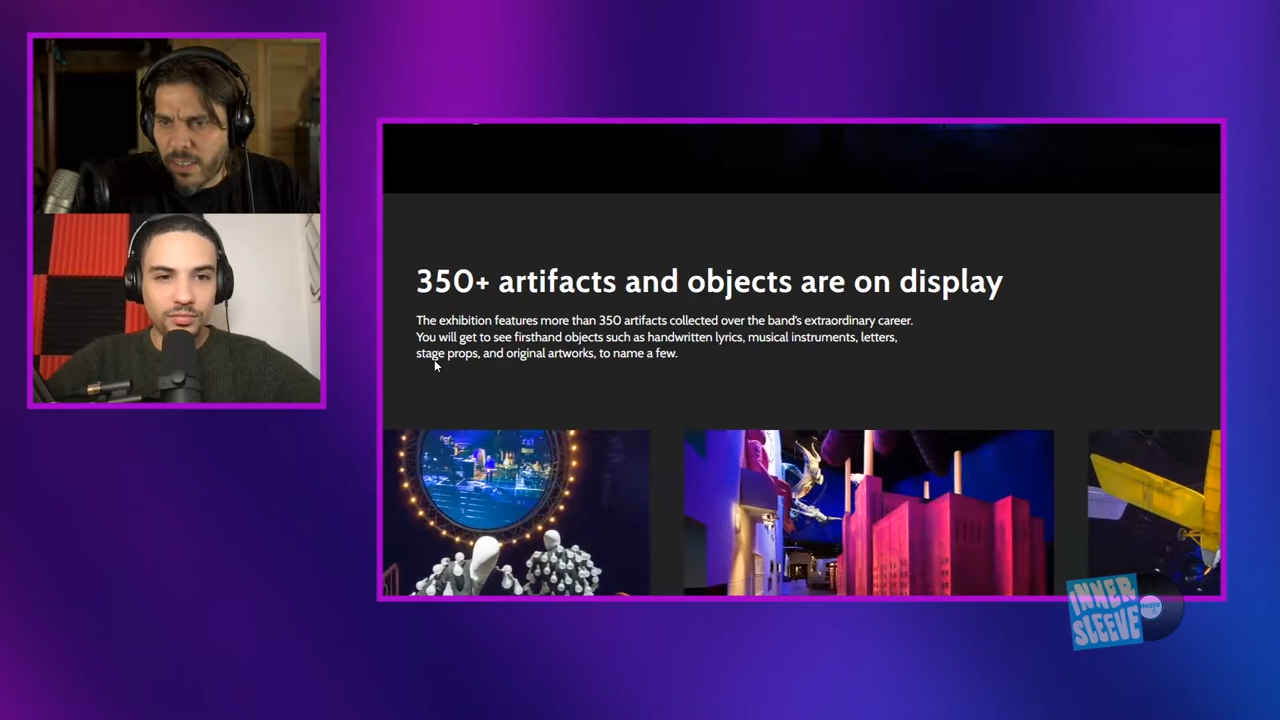 350+ artifacts and objects are on display
The exhibition features more than 350 artifacts collected over the band's extraordinary career.
You will get to see firsthand objects such as handwritten lyrics, musical instruments, letters,
stage props, and original artworks, to name a few.
INNER
SLEEVE
mojo